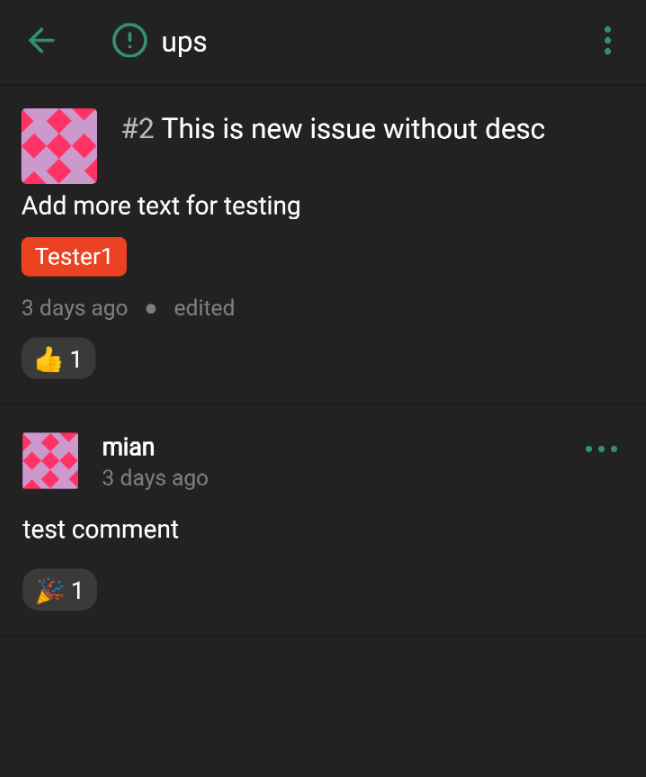 ups
#2 This is new issue without desc
Add more text for testing
Tester1
3 days ago • edited
👍 1
mian
3 days ago
test comment
🎉 1